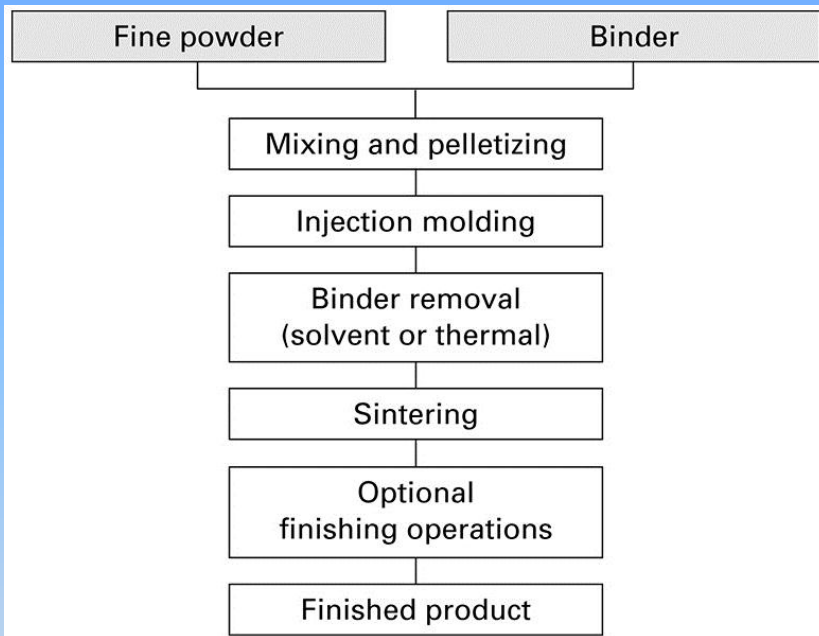 Fine powder
Binder
Mixing and pelletizing
Injection molding
Binder removal
(solvent or thermal)
Sintering
Optional
finishing operations
Finished product